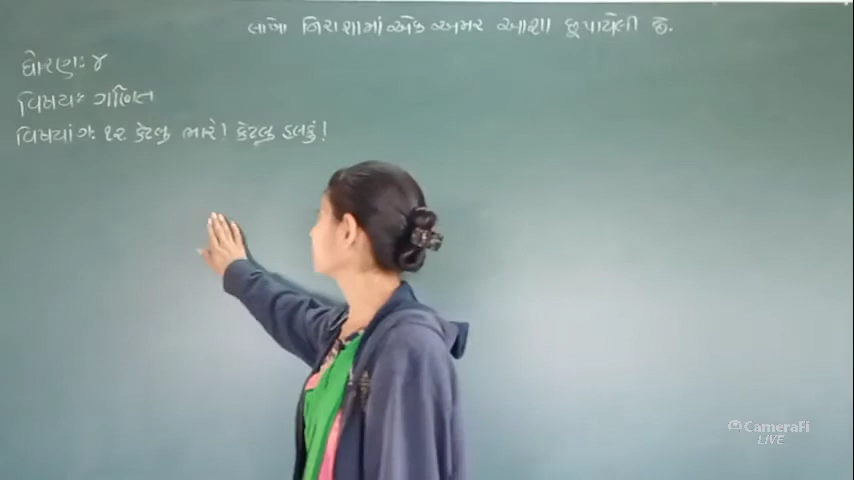 લાખો નિરાશામાં એક અમર આશા છૂપાયેલી છે.
ધોરણ: ૪
વિષય: ગણિત
વિષયાંગ: ૧૨ કેટલુ ભારે! કેટલુ હલકું!
CameraFi
LIVE